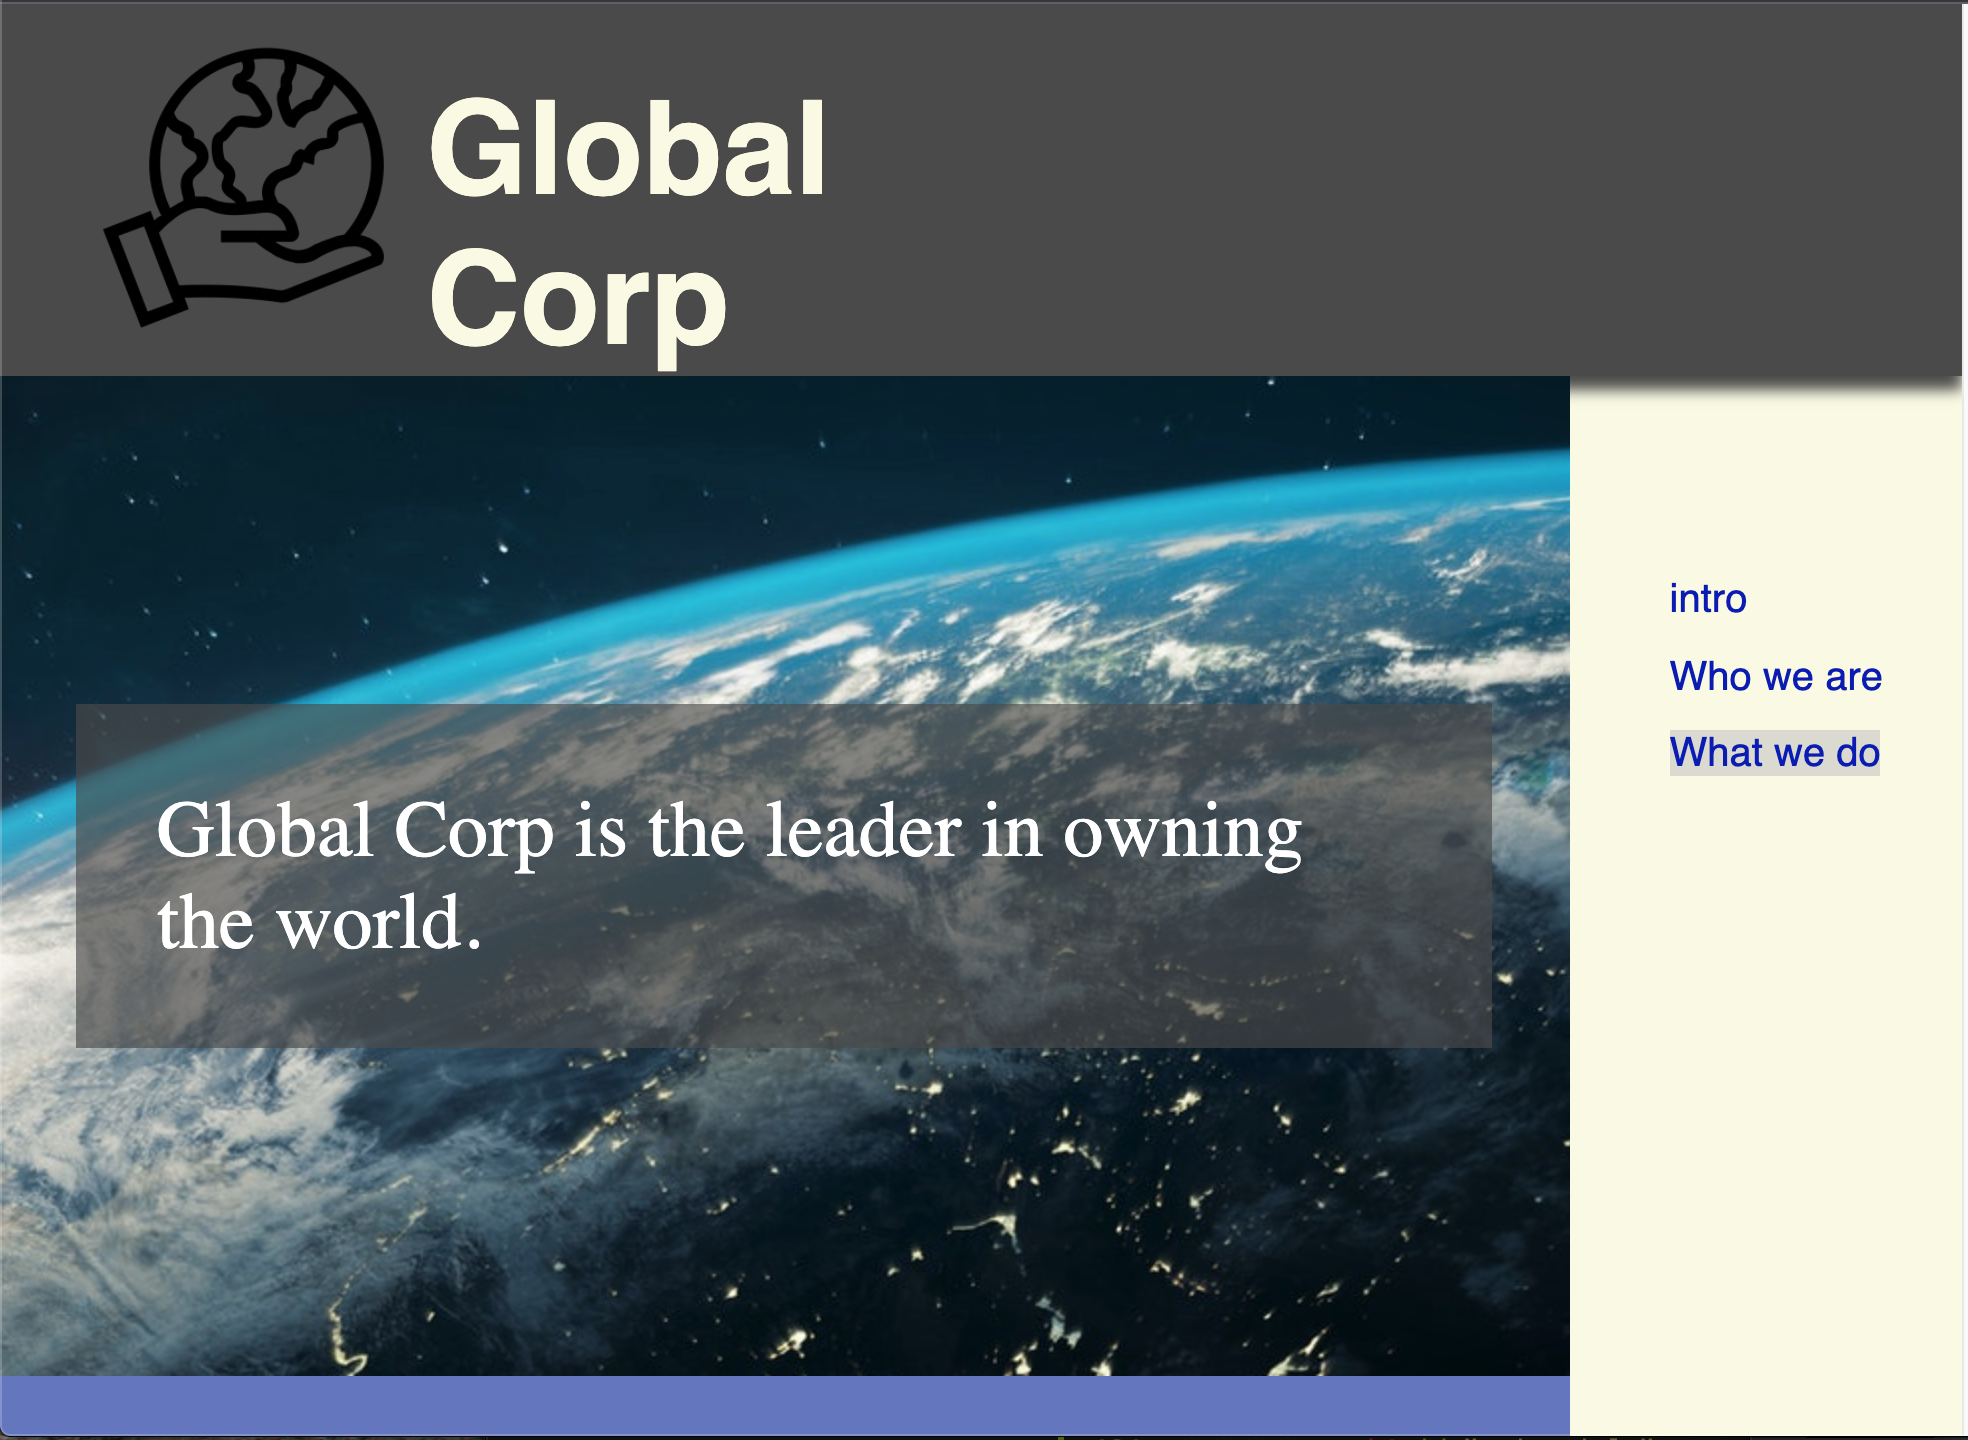 Global
Corp
intro
Who we are
What we do
Global Corp is the leader in owning
the world.